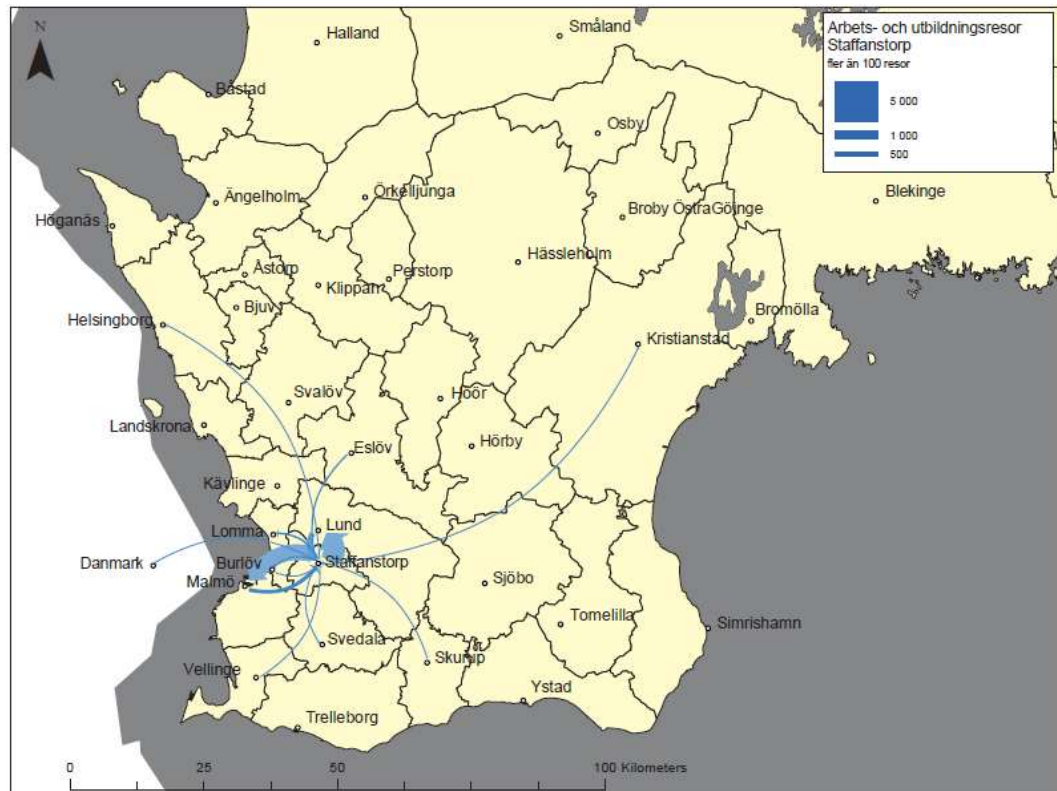 N
Halland
Småland
Arbets- och utbildningsresor
Staffanstorp
fler än 100 resor
5 000
1 000
500
Båstad
Osby
Ängelholm
Örkelljunga
Blekinge
Höganäs
Broby ÖstraGöinge
Hässleholm
Åstorp
Perstorp
Klippan
Bjuv
Helsingborg
Bromölla
Kristianstad
Svalöv
Höör
Landskrona
Hörby
Eslöv
Kävlinge
Lomma
Lund
Danmark
Burlöv
Staffanstorp
Malmö
Sjöbo
Tomelilla
Simrishamn
Svedala
Skurup
Vellinge
Ystad
Trelleborg
0
25
50
100 Kilometers